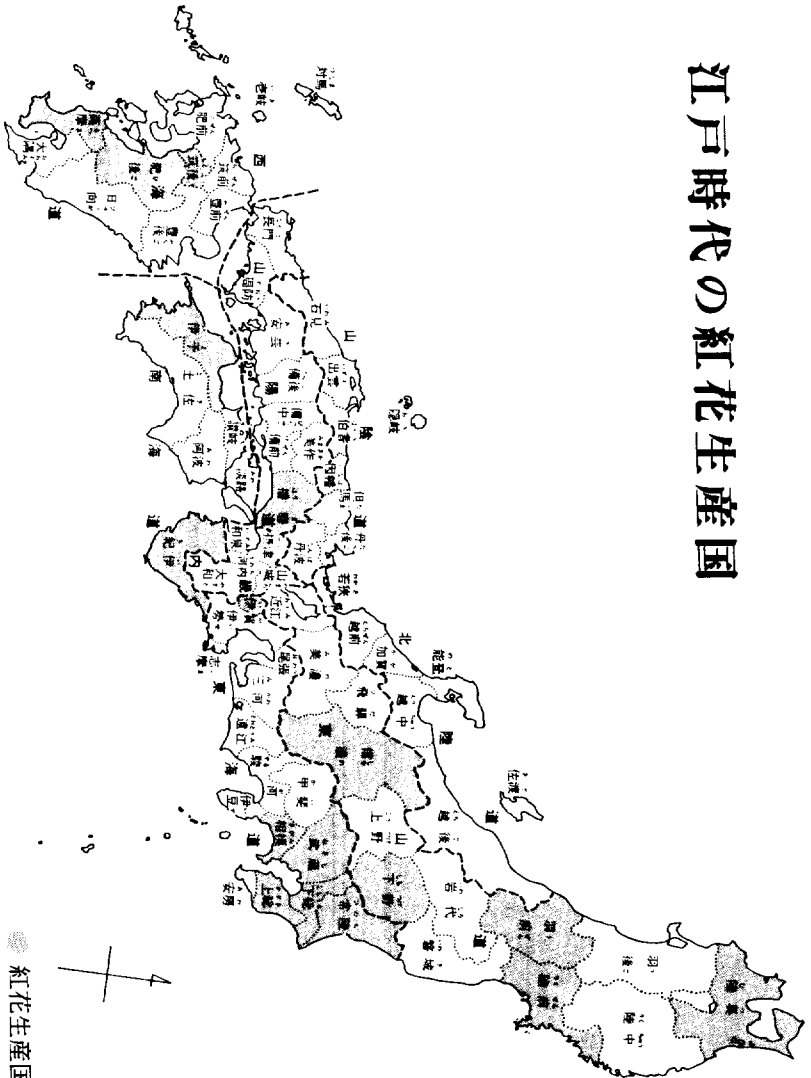 江戸時代の紅花生産国
対馬
壱岐
西
海
道
肥前
筑前
筑後
豊前
豊後
肥後
日向
薩摩
大隅
山
陰
道
石見
出雲
隠岐
伯耆
因幡
但馬
丹後
丹波
山
陽
道
長門
周防
安芸
備後
備中
備前
美作
播磨
南
海
道
伊予
土佐
讃岐
阿波
淡路
紀伊
畿
内
和泉
河内
摂津
山城
大和
北
陸
道
若狭
越前
加賀
能登
越中
越後
佐渡
東
海
道
伊賀
伊勢
志摩
尾張
三河
遠江
駿河
甲斐
伊豆
相模
武蔵
安房
上総
下総
常陸
東
山
道
近江
美濃
飛騨
信濃
上野
下野
岩代
磐城
羽前
陸前
羽後
陸中
陸奥
紅花生産国